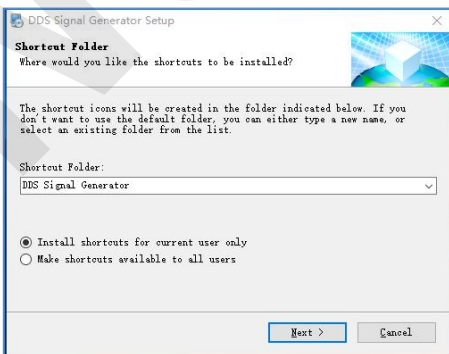 DDS Signal Generator Setup
Shortcut Folder
Where would you like the shortcuts to be installed?
The shortcut icons will be created in the folder indicated below. If you
don't want to use the default folder, you can either type a new name, or
select an existing folder from the list.
Shortcut Folder:
DDS Signal Generator
Install shortcuts for current user only
Make shortcuts available to all users
Next >
Cancel